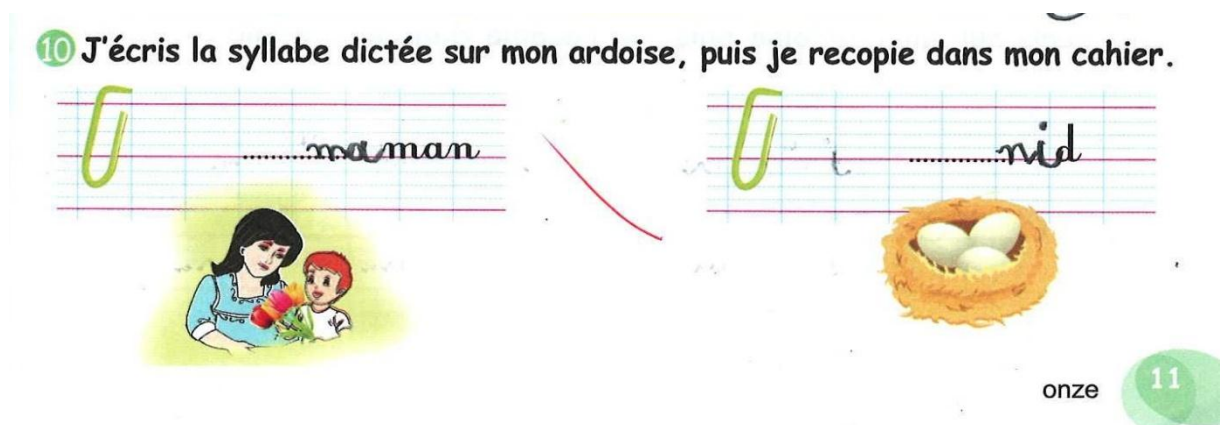 10 J'écris la syllabe dictée sur mon ardoise, puis je recopie dans mon cahier.
..........maman
i ..............nid
onze 11